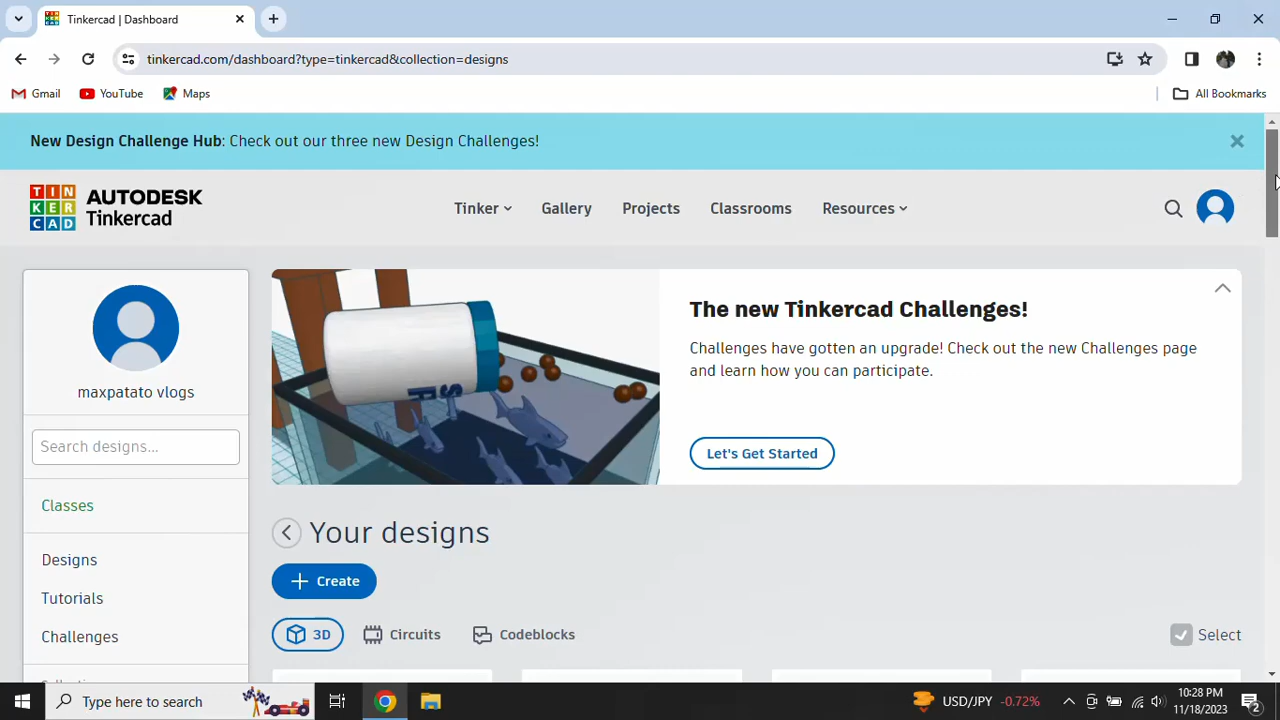 Tinkercad | Dashboard
tinkercad.com/dashboard?type=tinkercad&collection=designs
Gmail YouTube Maps All Bookmarks
New Design Challenge Hub: Check out our three new Design Challenges!
TIN
KER
CAD
AUTODESK
Tinkercad
Tinker Gallery Projects Classrooms Resources
maxpatato vlogs
Search designs...
Classes
Designs
Tutorials
Challenges
The new Tinkercad Challenges!
Challenges have gotten an upgrade! Check out the new Challenges page
and learn how you can participate.
Let's Get Started
Your designs
+ Create
3D Circuits Codeblocks Select
Type here to search
USD/JPY -0.72%
10:28 PM
11/18/2023
2